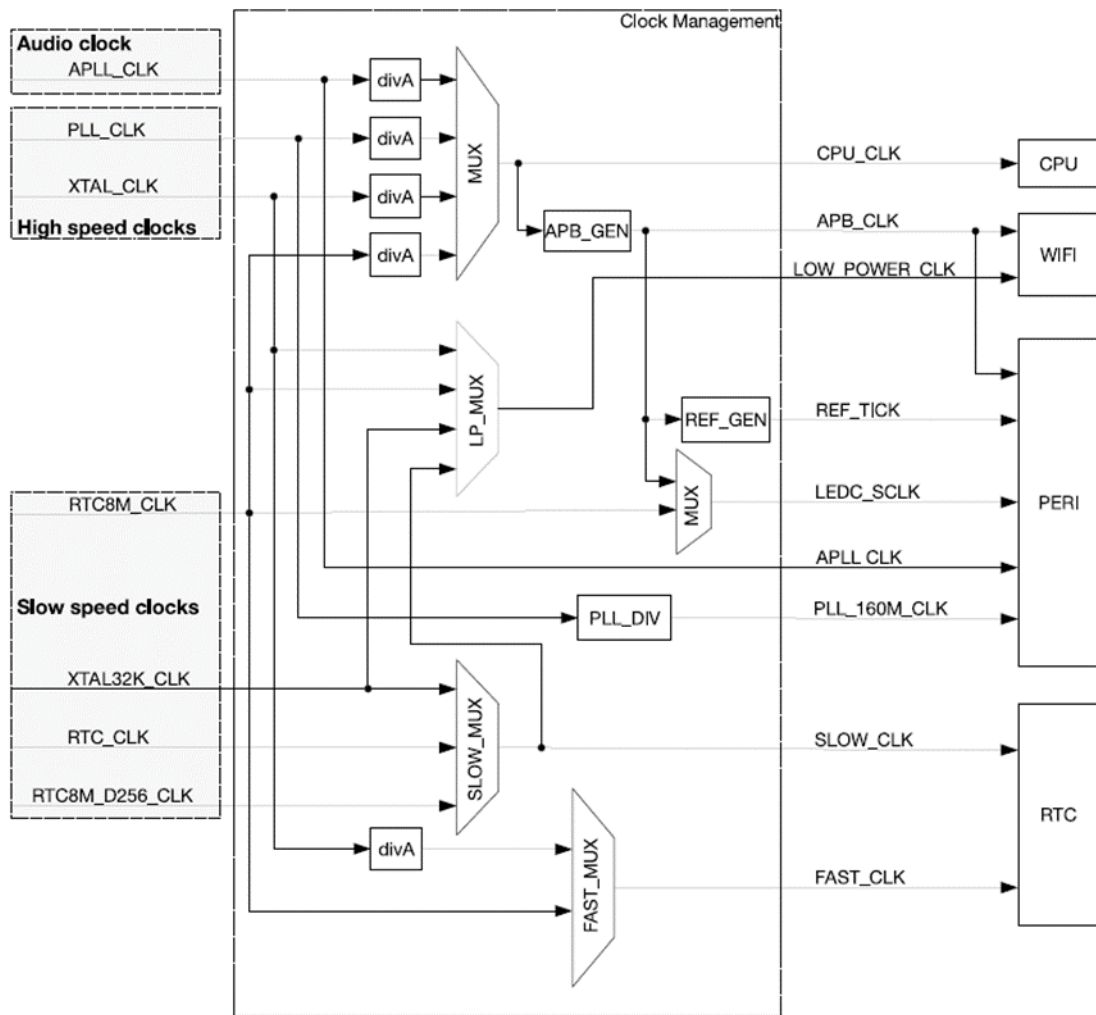 Clock Management
Audio clock
APLL_CLK
PLL_CLK
XTAL_CLK
High speed clocks
divA
divA
divA
divA
MUX
CPU_CLK
CPU
APB_GEN
APB_CLK
LOW_POWER_CLK
WIFI
LP_MUX
REF_GEN
REF_TICK
MUX
LEDC_SCLK
PERI
APLL CLK
PLL_DIV
PLL_160M_CLK
RTC8M_CLK
Slow speed clocks
XTAL32K_CLK
RTC_CLK
RTC8M_D256_CLK
SLOW_MUX
SLOW_CLK
RTC
divA
FAST_MUX
FAST_CLK